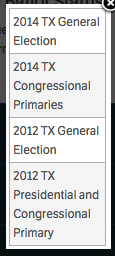 2014 TX General
Election
2014 TX
Congressional
Primaries
2012 TX General
Election
2012 TX
Presidential and
Congressional
Primary